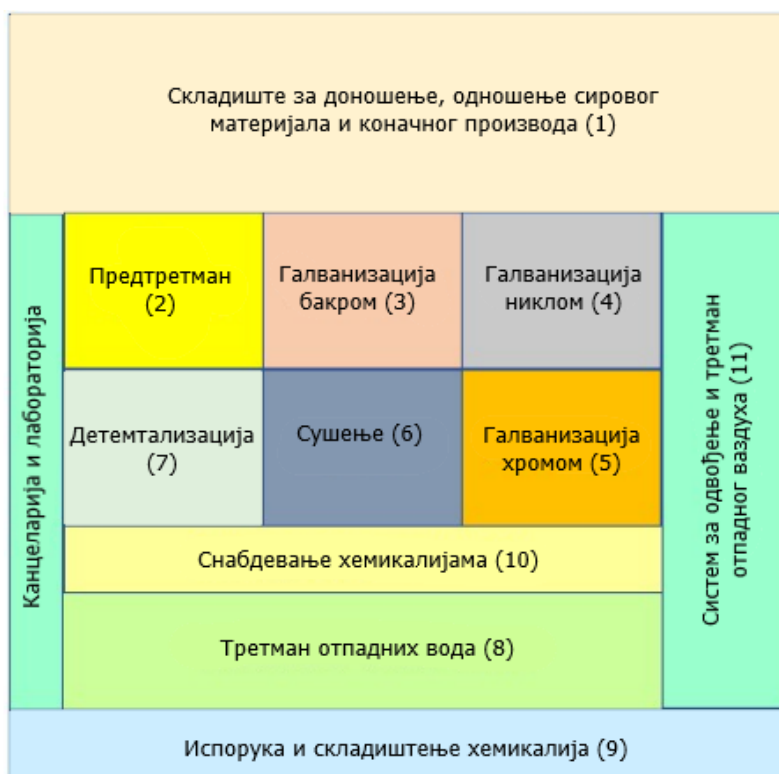 Складиште за доношење, одношење сировог
материјала и коначног производа (1)
Канцеларија и лабораторија
Предтретман
(2)
Галванизација
бакром (3)
Галванизација
никлом (4)
Детемтализација
(7)
Сушење (6)
Галванизација
хромом (5)
Систем за одвођење и третман
отпадног ваздуха (11)
Снабдевање хемикалијама (10)
Третман отпадних вода (8)
Испорука и складиштење хемикалија (9)